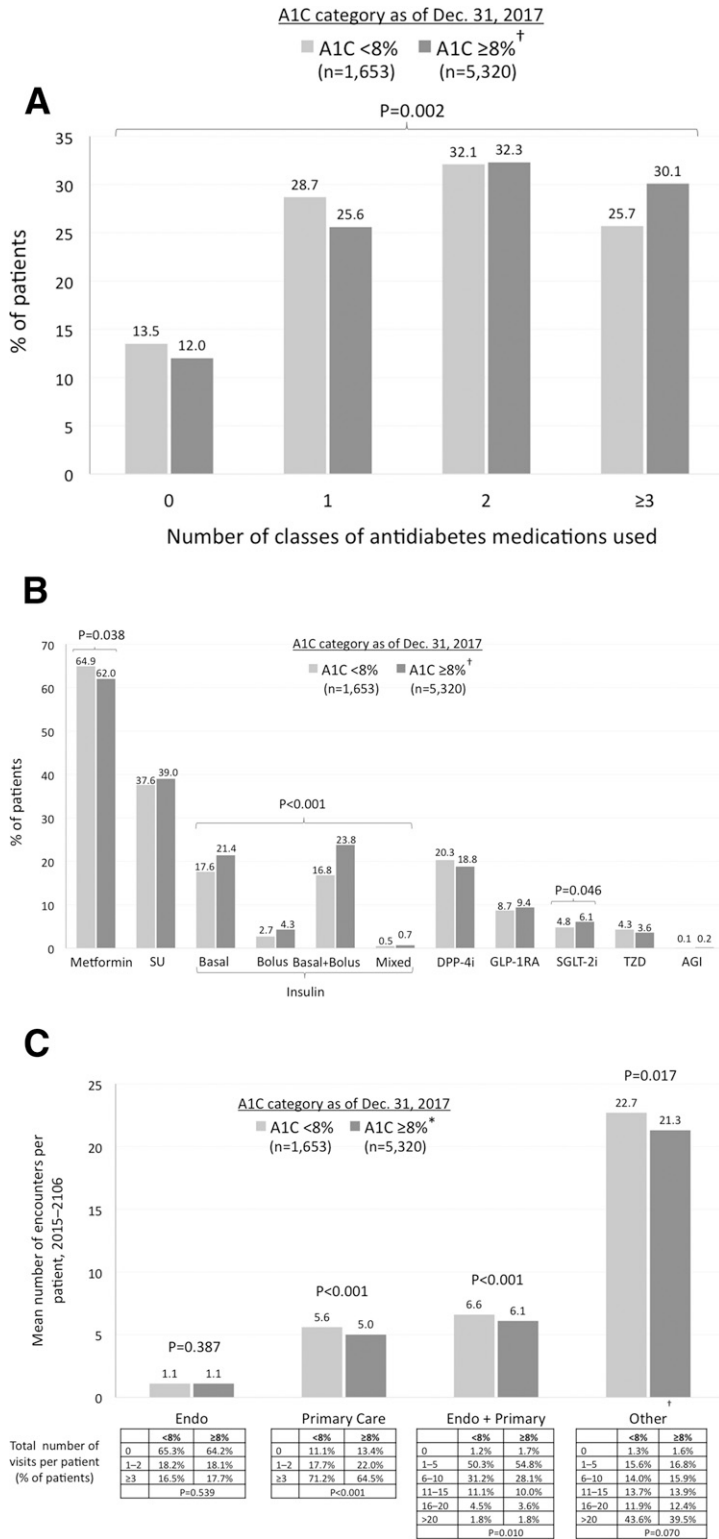 A1C category as of Dec. 31, 2017
A1C <8% A1C ≥8%†
(n=1,653) (n=5,320)
A
P=0.002
35
30
25
20
15
10
5
0
% of patients
13.5 12.0 28.7 25.6 32.1 32.3 25.7 30.1
0 1 2 ≥3
Number of classes of antidiabetes medications used
B
A1C category as of Dec. 31, 2017
A1C <8% A1C ≥8%†
(n=1,653) (n=5,320)
70
60
50
40
30
20
10
0
% of patients
P=0.038
P<0.001
P=0.046
64.9 62.0 37.6 39.0 17.6 21.4 2.7 4.3 16.8 23.8 0.5 0.7 20.3 18.8 8.7 9.4 4.8 6.1 4.3 3.6 0.1 0.2
Metformin SU Basal Bolus Basal+Bolus Mixed DPP-4i GLP-1RA SGLT-2i TZD AGI
Insulin
C
A1C category as of Dec. 31, 2017
A1C <8% A1C ≥8%*
(n=1,653) (n=5,320)
25
20
15
10
5
0
Mean number of encounters per
patient, 2015–2106
P=0.387 P<0.001 P<0.001 P=0.017
1.1 1.1 5.6 5.0 6.6 6.1 22.7 21.3
Endo Primary Care Endo + Primary Other†
Total number of
visits per patient
(% of patients)
<8% ≥8%
0 65.3% 64.2%
1–2 18.2% 18.1%
≥3 16.5% 17.7%
P=0.539
<8% ≥8%
0 11.1% 13.4%
1–2 17.7% 22.0%
≥3 71.2% 64.5%
P<0.001
<8% ≥8%
0 1.2% 1.7%
1–5 50.3% 54.8%
6–10 31.2% 28.1%
11–15 11.1% 10.0%
16–20 4.5% 3.6%
>20 1.8% 1.8%
P=0.010
<8% ≥8%
0 1.3% 1.6%
1–5 15.6% 16.8%
6–10 14.0% 15.9%
11–15 13.7% 13.9%
16–20 11.9% 12.4%
>20 43.6% 39.5%
P=0.070